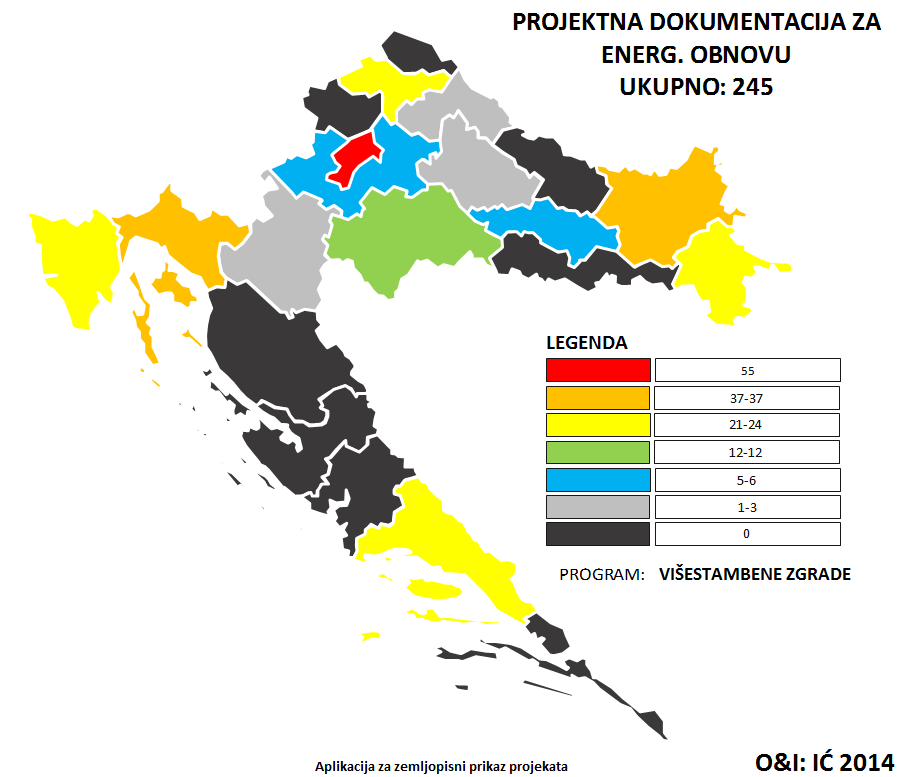 PROJEKTNA DOKUMENTACIJA ZA
ENERG. OBNOVU
UKUPNO: 245
LEGENDA
55
37-37
21-24
12-12
5-6
1-3
0
PROGRAM: VIŠESTAMBENE ZGRADE
O&I: IĆ 2014
Aplikacija za zemljopisni prikaz projekata